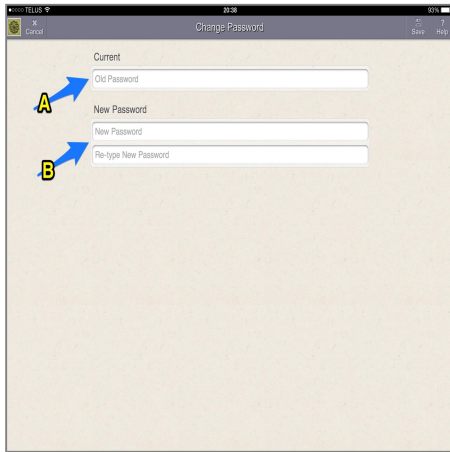 ●○○○○ TELUS 20:38 93%
X Cancel Change Password Save ? Help
Current
Old Password
A
New Password
New Password
B
Re-type New Password